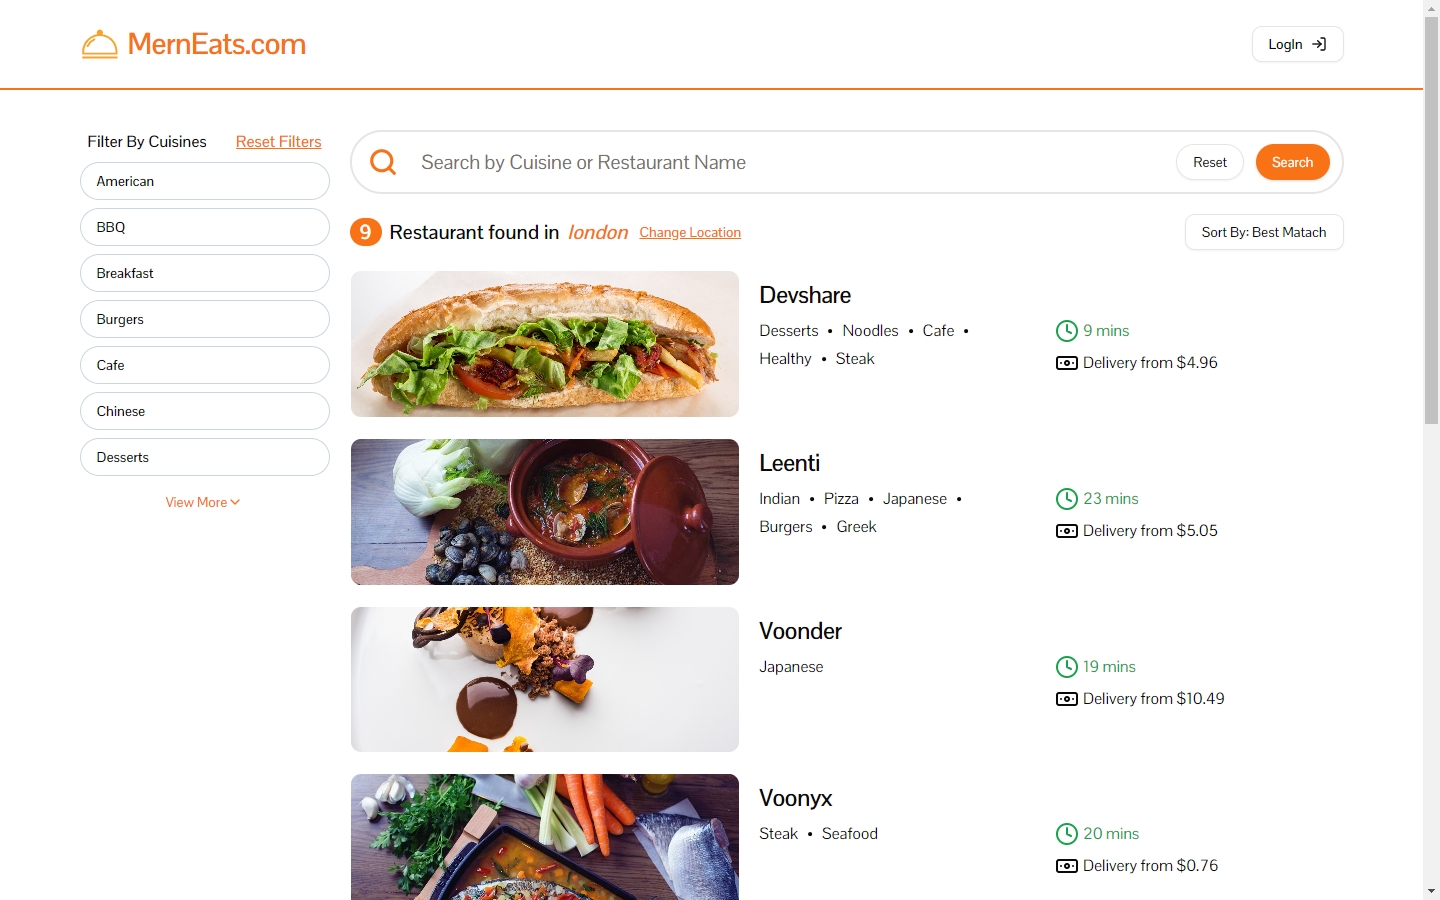 MernEats.com
LogIn
Filter By Cuisines
Reset Filters
American
BBQ
Breakfast
Burgers
Cafe
Chinese
Desserts
View More
Search by Cuisine or Restaurant Name
Reset
Search
9 Restaurant found in london Change Location
Sort By: Best Matach
Devshare
Desserts • Noodles • Cafe •
Healthy • Steak
9 mins
Delivery from $4.96
Leenti
Indian • Pizza • Japanese •
Burgers • Greek
23 mins
Delivery from $5.05
Voonder
Japanese
19 mins
Delivery from $10.49
Voonyx
Steak • Seafood
20 mins
Delivery from $0.76